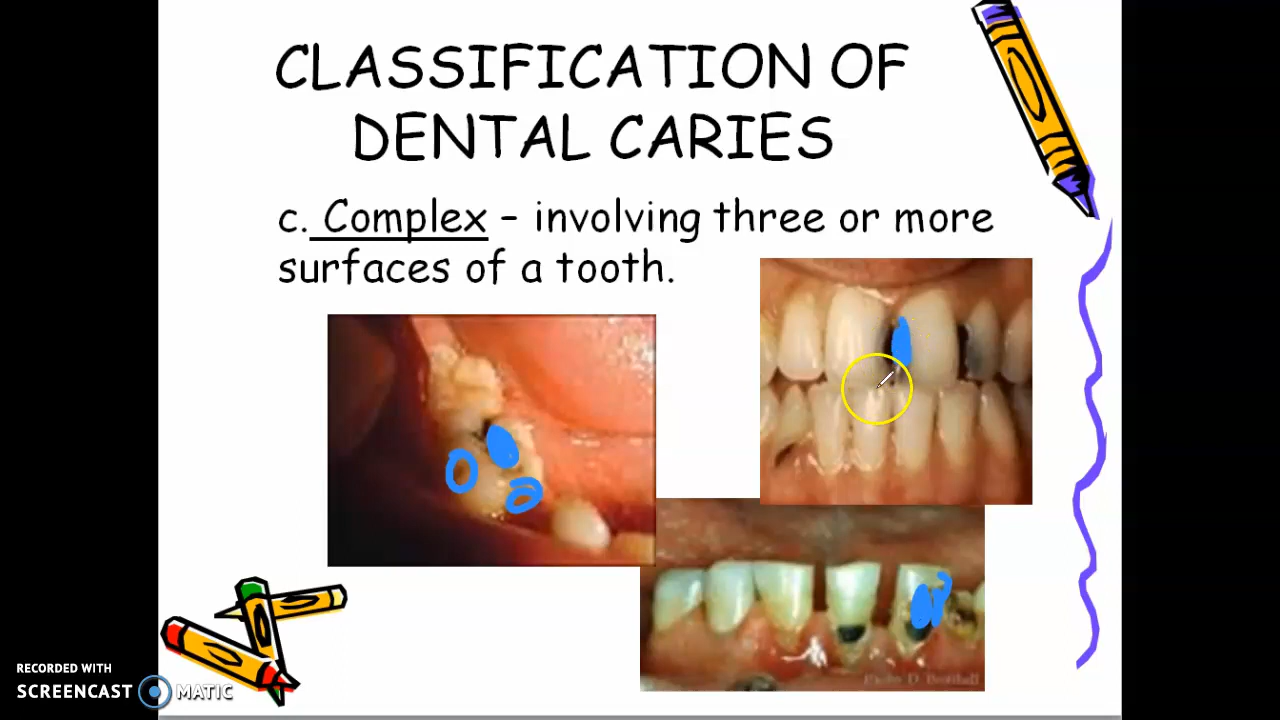 CLASSIFICATION OF
DENTAL CARIES
c. Complex – involving three or more
surfaces of a tooth.
RECORDED WITH
SCREENCAST MATIC